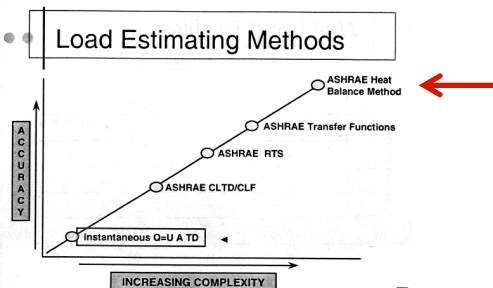 Load Estimating Methods
ASHRAE Heat
Balance Method
ASHRAE Transfer Functions
ASHRAE RTS
ASHRAE CLTD/CLF
Instantaneous Q=U A TD
ACCURACY
INCREASING COMPLEXITY